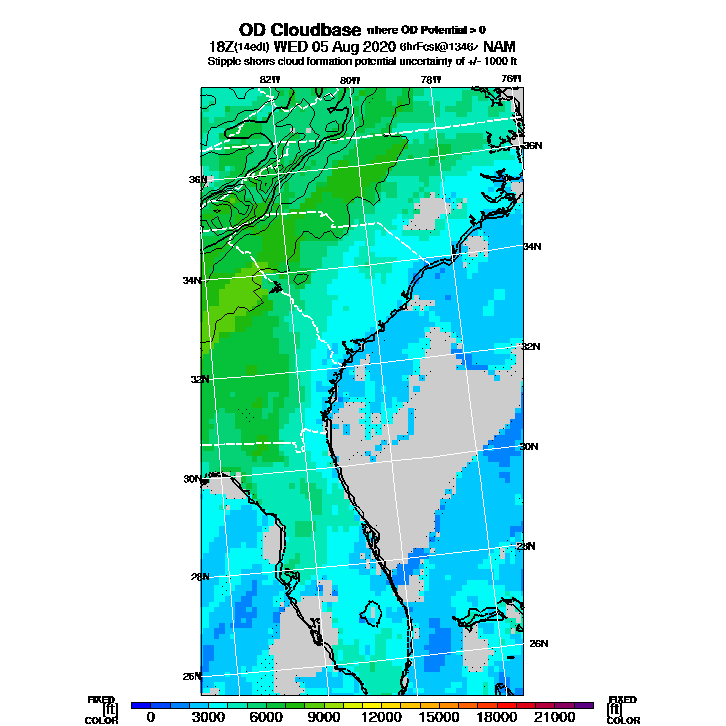 OD Cloudbase where OD Potential > 0
18Z(14edt) WED 05 Aug 2020 6hrFcst@1346z NAM
Stipple shows cloud formation potential uncertainty of +/- 1000 ft
82W 80W 78W 76W
36N
36N
34N
34N
32N
32N
30N
30N
28N
28N
26N
26N
FIXED FIXED
[ft] [ft]
COLOR 0 3000 6000 9000 12000 15000 18000 21000 COLOR